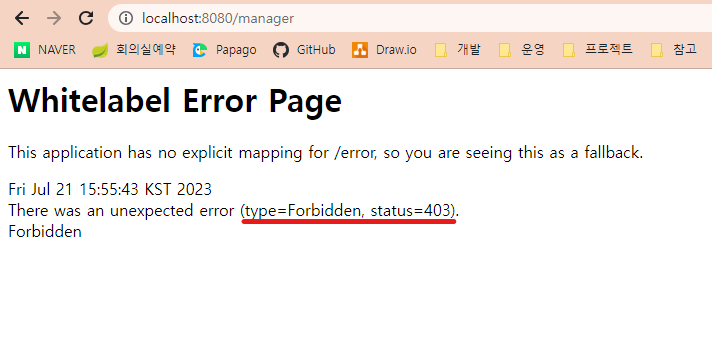 localhost:8080/manager
NAVER 회의실예약 Papago GitHub Draw.io 개발 운영 프로젝트 참고
Whitelabel Error Page
This application has no explicit mapping for /error, so you are seeing this as a fallback.
Fri Jul 21 15:55:43 KST 2023
There was an unexpected error (type=Forbidden, status=403).
Forbidden